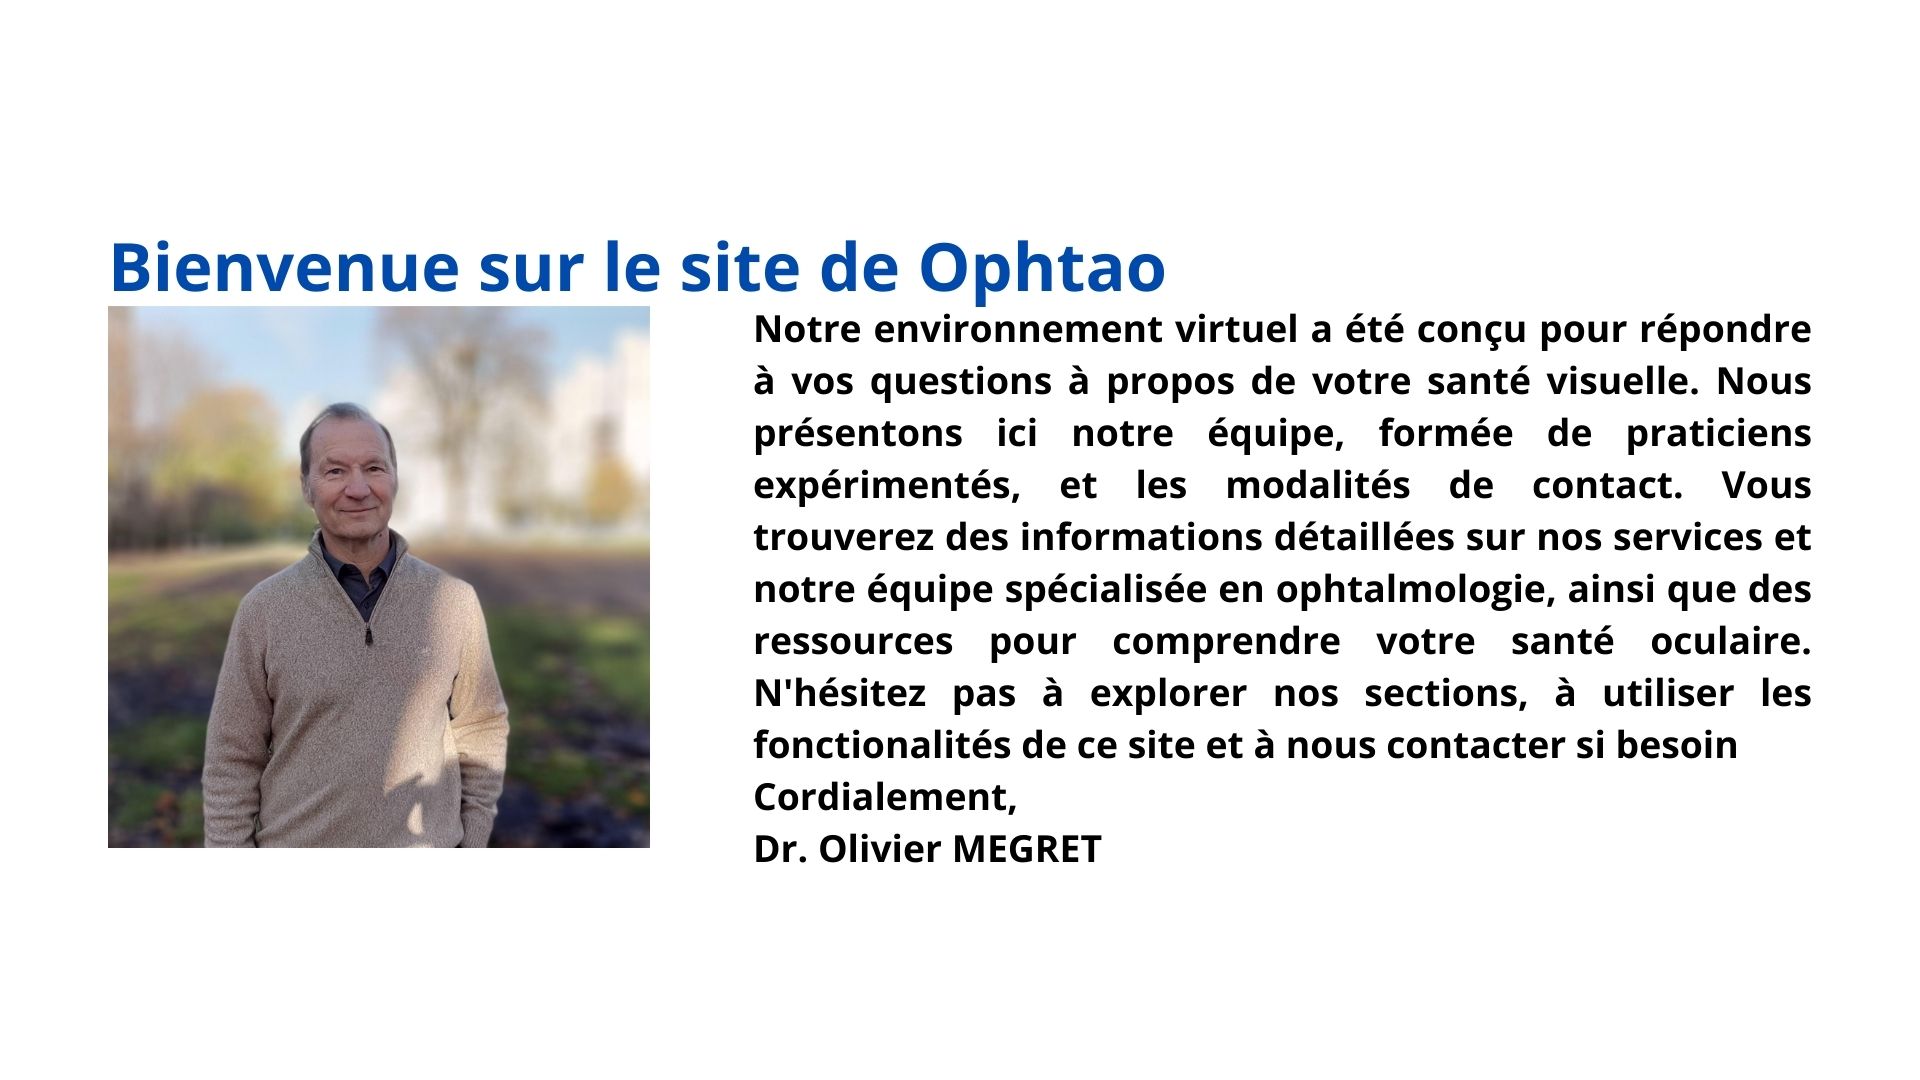 Bienvenue sur le site de Ophtao
Notre environnement virtuel a été conçu pour répondre
à vos questions à propos de votre santé visuelle. Nous
présentons ici notre équipe, formée de praticiens
expérimentés, et les modalités de contact. Vous
trouverez des informations détaillées sur nos services et
notre équipe spécialisée en ophtalmologie, ainsi que des
ressources pour comprendre votre santé oculaire.
N'hésitez pas à explorer nos sections, à utiliser les
fonctionalités de ce site et à nous contacter si besoin
Cordialement,
Dr. Olivier MEGRET